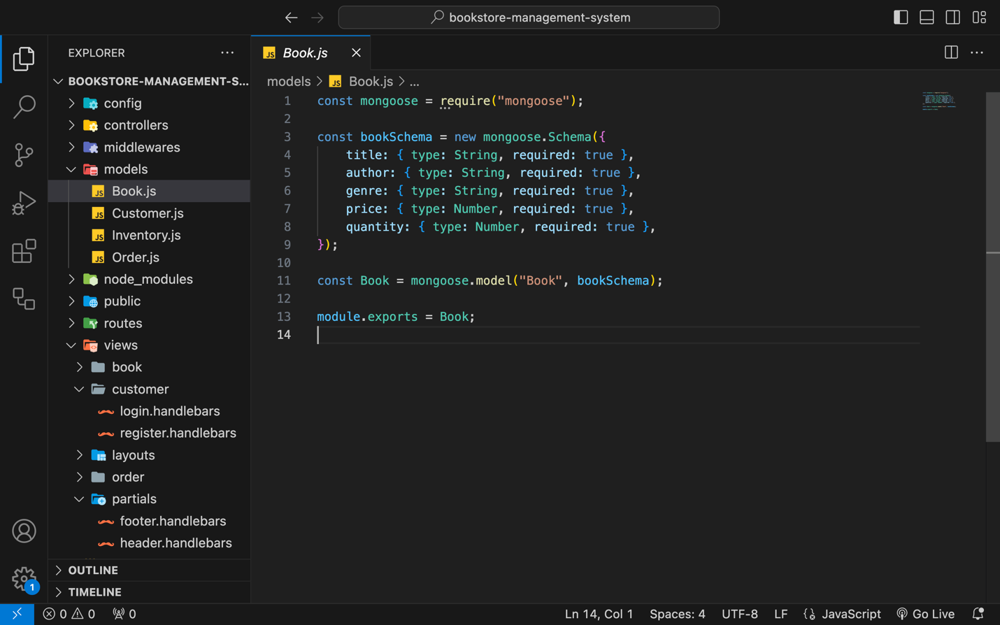 bookstore-management-system
EXPLORER
JS Book.js
BOOKSTORE-MANAGEMENT-S...
models > JS Book.js > ...
config
controllers
middlewares
models
JS Book.js
JS Customer.js
JS Inventory.js
JS Order.js
node_modules
public
routes
views
book
customer
login.handlebars
register.handlebars
layouts
order
partials
footer.handlebars
header.handlebars
OUTLINE
TIMELINE
1 const mongoose = require("mongoose");
2
3 const bookSchema = new mongoose.Schema({
4 title: { type: String, required: true },
5 author: { type: String, required: true },
6 genre: { type: String, required: true },
7 price: { type: Number, required: true },
8 quantity: { type: Number, required: true },
9 });
10
11 const Book = mongoose.model("Book", bookSchema);
12
13 module.exports = Book;
14
1
0 0 0 Ln 14, Col 1 Spaces: 4 UTF-8 LF JavaScript Go Live